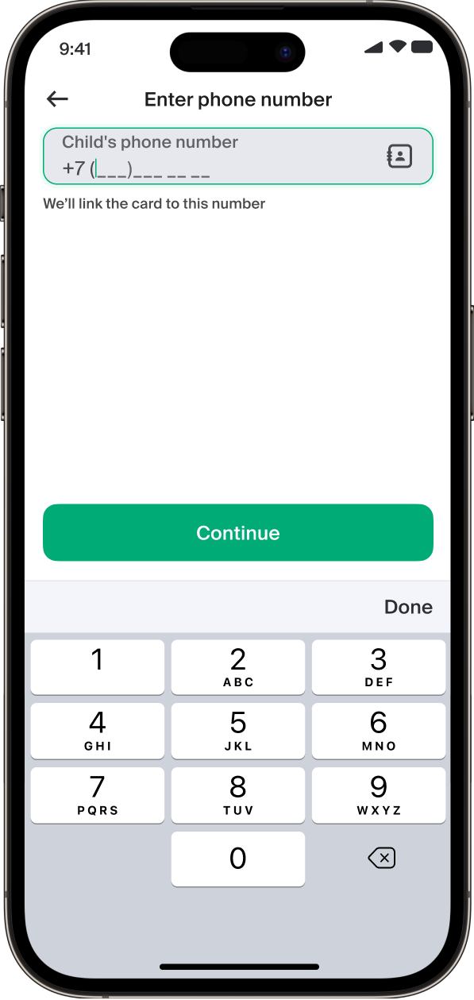 9:41
Enter phone number
Child's phone number
+7 (___)___ __ __
We’ll link the card to this number
Continue
Done
1
2
ABC
3
DEF
4
GHI
5
JKL
6
MNO
7
PQRS
8
TUV
9
WXYZ
0